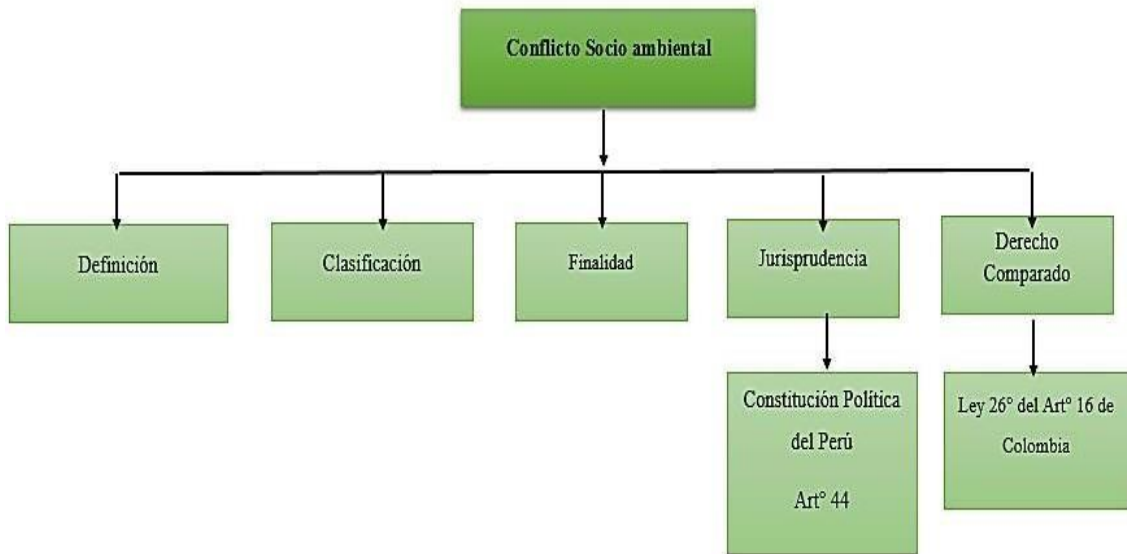 Conflicto Socio ambiental
Definición
Clasificación
Finalidad
Jurisprudencia
Derecho
Comparado
Constitución Política
del Perú
Art° 44
Ley 26° del Art° 16 de
Colombia